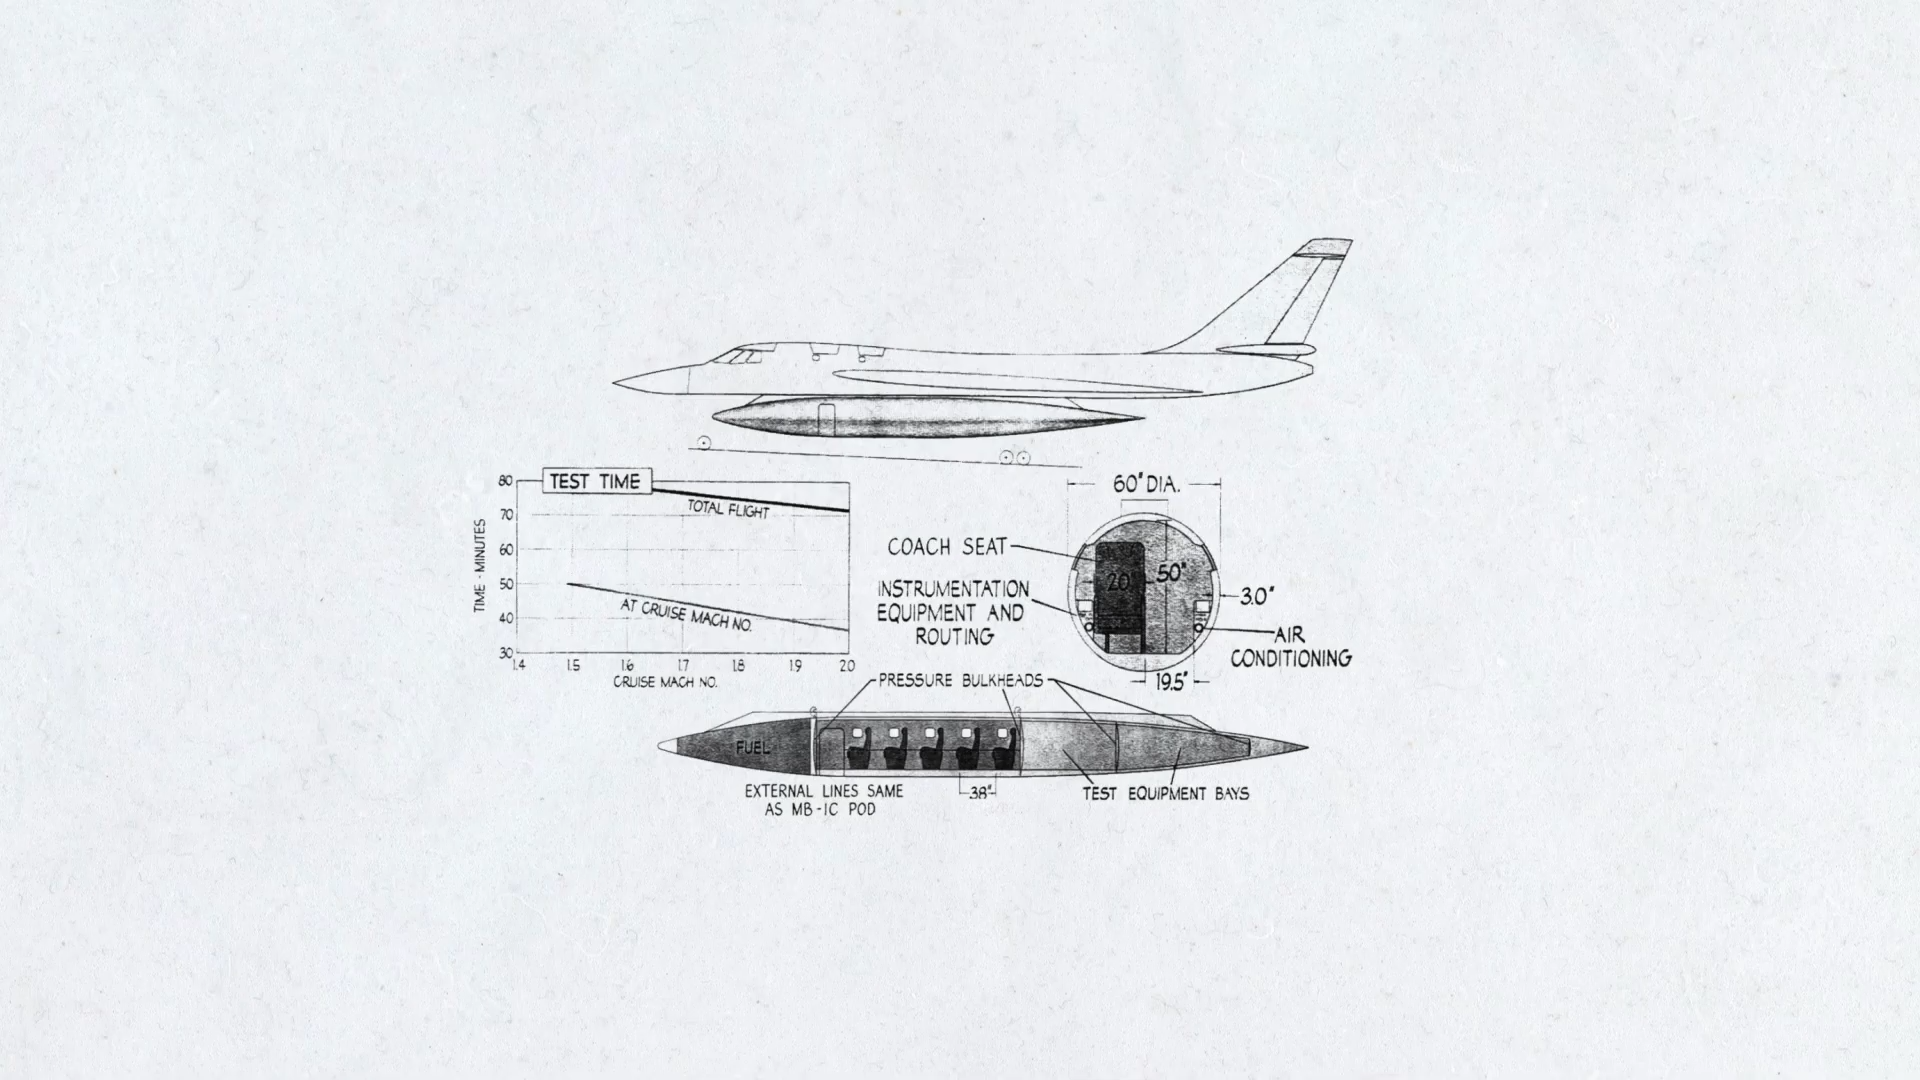 80
TEST TIME
70
60
50
40
30
TIME - MINUTES
TOTAL FLIGHT
AT CRUISE MACH NO.
1.4 1.5 1.6 1.7 1.8 1.9 2.0
CRUISE MACH NO.
60" DIA.
COACH SEAT
20"
50"
INSTRUMENTATION
EQUIPMENT AND
ROUTING
3.0"
AIR
CONDITIONING
19.5"
PRESSURE BULKHEADS
FUEL
EXTERNAL LINES SAME
AS MB-1C POD
38"
TEST EQUIPMENT BAYS